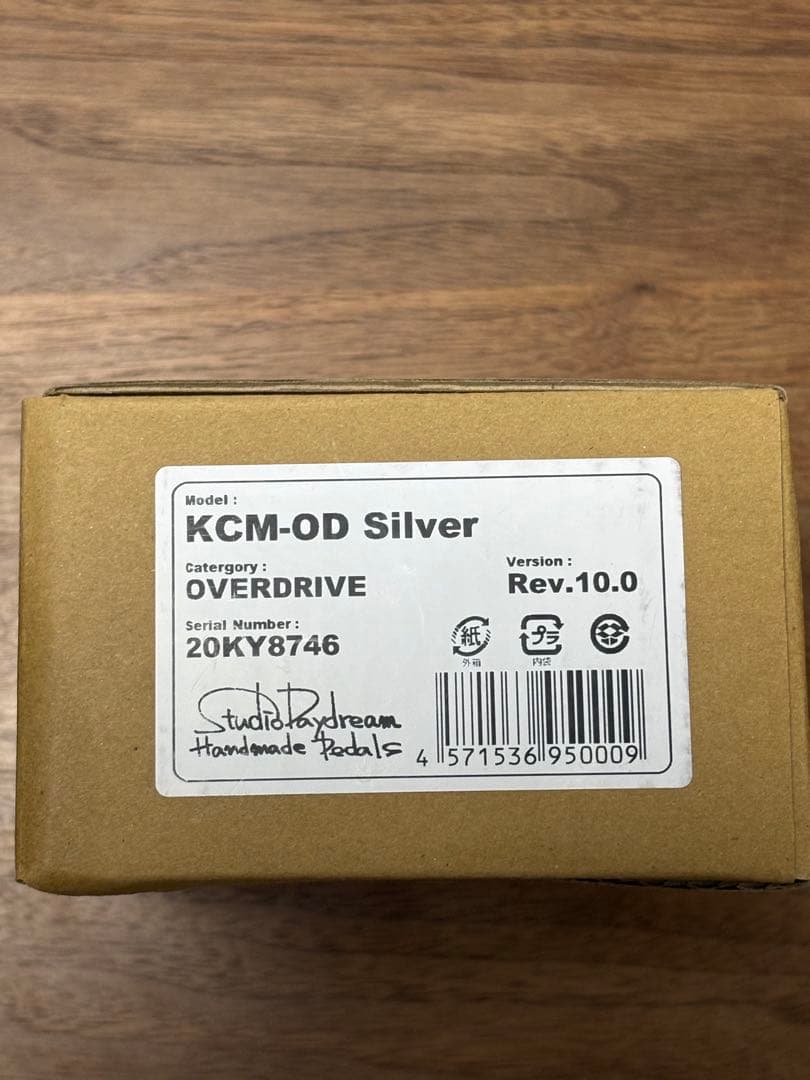 Model :
KCM-OD Silver
Catergory :
OVERDRIVE
Version :
Rev.10.0
Serial Number :
20KY8746
紙
外箱
プラ
内袋
StudioDaydream
Handmade Pedals
4 571536 950009